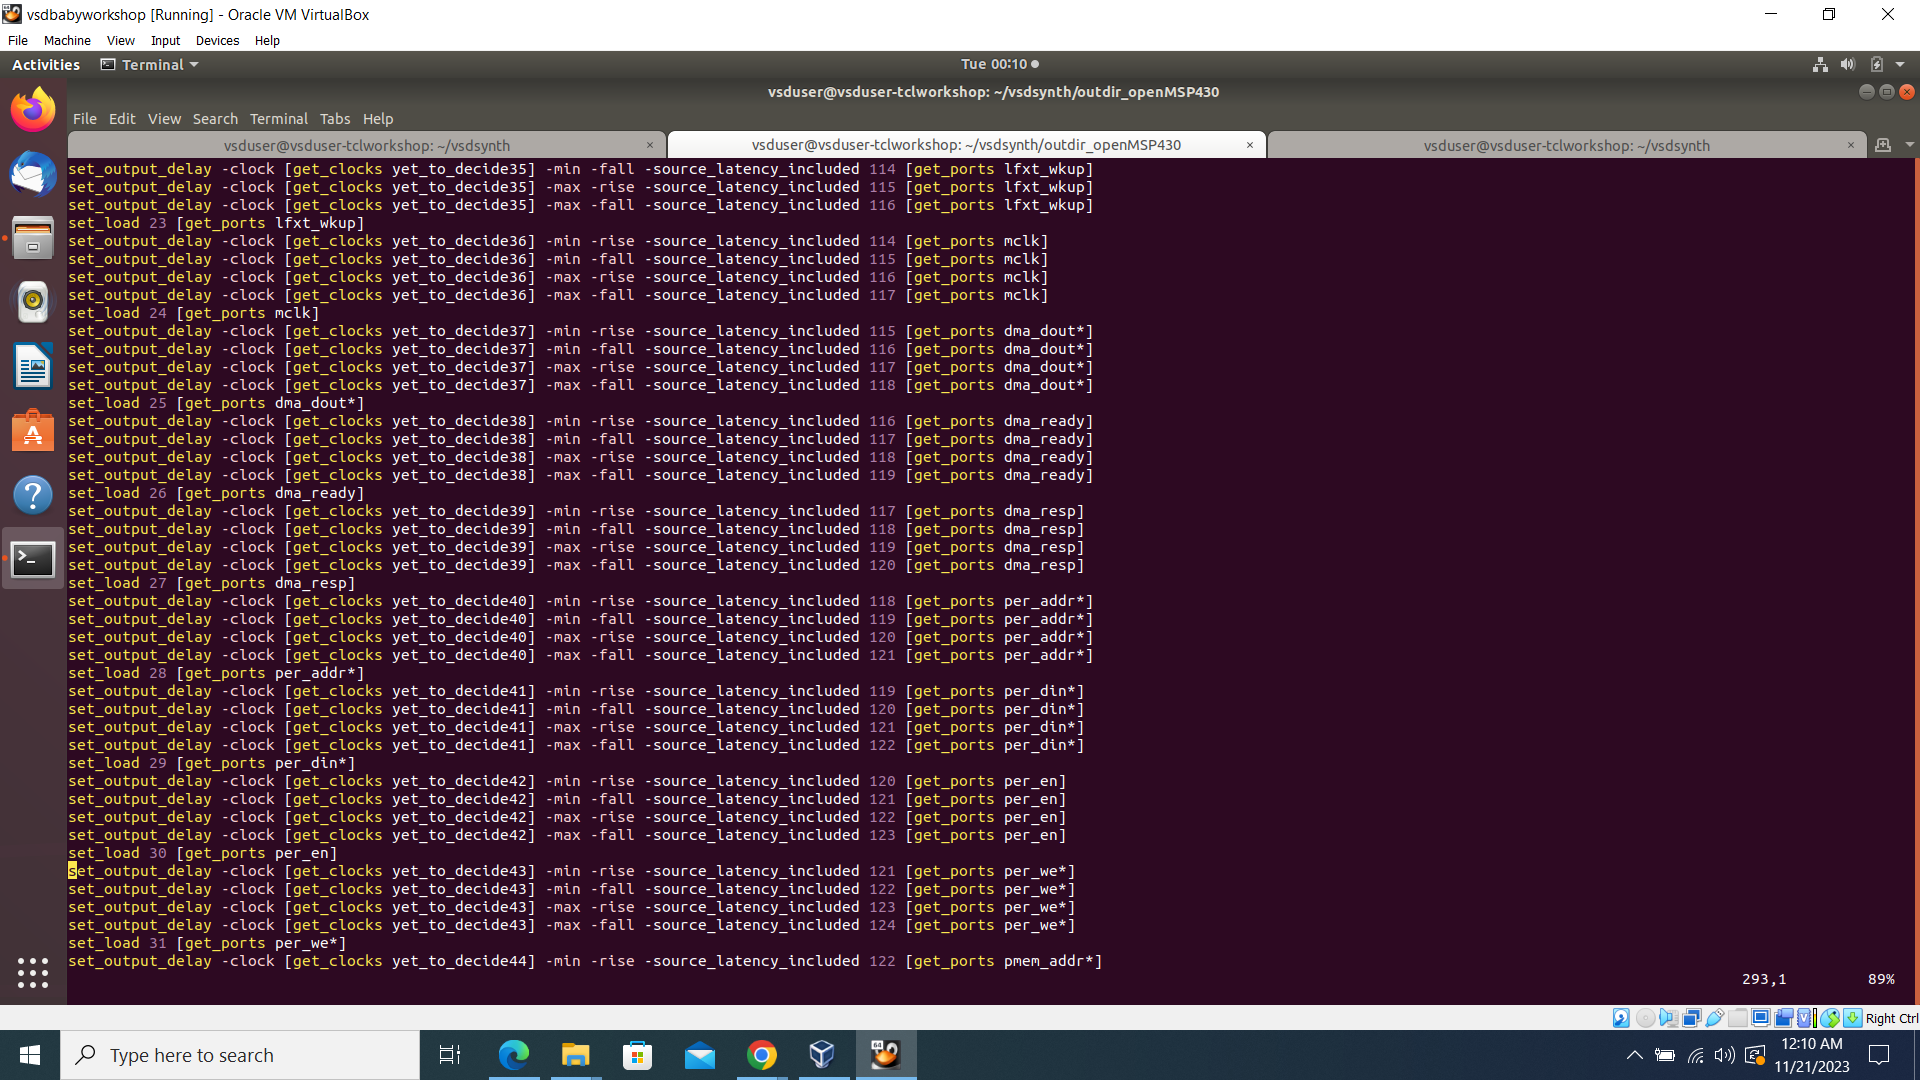 vsdbabyworkshop [Running] - Oracle VM VirtualBox
File Machine View Input Devices Help
Activities Terminal Tue 00:10
vsduser@vsduser-tclworkshop: ~/vsdsynth/outdir_openMSP430
File Edit View Search Terminal Tabs Help
vsduser@vsduser-tclworkshop: ~/vsdsynth × vsduser@vsduser-tclworkshop: ~/vsdsynth/outdir_openMSP430 × vsduser@vsduser-tclworkshop: ~/vsdsynth ×
set_output_delay -clock [get_clocks yet_to_decide35] -min -fall -source_latency_included 114 [get_ports lfxt_wkup]
set_output_delay -clock [get_clocks yet_to_decide35] -max -rise -source_latency_included 115 [get_ports lfxt_wkup]
set_output_delay -clock [get_clocks yet_to_decide35] -max -fall -source_latency_included 116 [get_ports lfxt_wkup]
set_load 23 [get_ports lfxt_wkup]
set_output_delay -clock [get_clocks yet_to_decide36] -min -rise -source_latency_included 114 [get_ports mclk]
set_output_delay -clock [get_clocks yet_to_decide36] -min -fall -source_latency_included 115 [get_ports mclk]
set_output_delay -clock [get_clocks yet_to_decide36] -max -rise -source_latency_included 116 [get_ports mclk]
set_output_delay -clock [get_clocks yet_to_decide36] -max -fall -source_latency_included 117 [get_ports mclk]
set_load 24 [get_ports mclk]
set_output_delay -clock [get_clocks yet_to_decide37] -min -rise -source_latency_included 115 [get_ports dma_dout*]
set_output_delay -clock [get_clocks yet_to_decide37] -min -fall -source_latency_included 116 [get_ports dma_dout*]
set_output_delay -clock [get_clocks yet_to_decide37] -max -rise -source_latency_included 117 [get_ports dma_dout*]
set_output_delay -clock [get_clocks yet_to_decide37] -max -fall -source_latency_included 118 [get_ports dma_dout*]
set_load 25 [get_ports dma_dout*]
set_output_delay -clock [get_clocks yet_to_decide38] -min -rise -source_latency_included 116 [get_ports dma_ready]
set_output_delay -clock [get_clocks yet_to_decide38] -min -fall -source_latency_included 117 [get_ports dma_ready]
set_output_delay -clock [get_clocks yet_to_decide38] -max -rise -source_latency_included 118 [get_ports dma_ready]
set_output_delay -clock [get_clocks yet_to_decide38] -max -fall -source_latency_included 119 [get_ports dma_ready]
set_load 26 [get_ports dma_ready]
set_output_delay -clock [get_clocks yet_to_decide39] -min -rise -source_latency_included 117 [get_ports dma_resp]
set_output_delay -clock [get_clocks yet_to_decide39] -min -fall -source_latency_included 118 [get_ports dma_resp]
set_output_delay -clock [get_clocks yet_to_decide39] -max -rise -source_latency_included 119 [get_ports dma_resp]
set_output_delay -clock [get_clocks yet_to_decide39] -max -fall -source_latency_included 120 [get_ports dma_resp]
set_load 27 [get_ports dma_resp]
set_output_delay -clock [get_clocks yet_to_decide40] -min -rise -source_latency_included 118 [get_ports per_addr*]
set_output_delay -clock [get_clocks yet_to_decide40] -min -fall -source_latency_included 119 [get_ports per_addr*]
set_output_delay -clock [get_clocks yet_to_decide40] -max -rise -source_latency_included 120 [get_ports per_addr*]
set_output_delay -clock [get_clocks yet_to_decide40] -max -fall -source_latency_included 121 [get_ports per_addr*]
set_load 28 [get_ports per_addr*]
set_output_delay -clock [get_clocks yet_to_decide41] -min -rise -source_latency_included 119 [get_ports per_din*]
set_output_delay -clock [get_clocks yet_to_decide41] -min -fall -source_latency_included 120 [get_ports per_din*]
set_output_delay -clock [get_clocks yet_to_decide41] -max -rise -source_latency_included 121 [get_ports per_din*]
set_output_delay -clock [get_clocks yet_to_decide41] -max -fall -source_latency_included 122 [get_ports per_din*]
set_load 29 [get_ports per_din*]
set_output_delay -clock [get_clocks yet_to_decide42] -min -rise -source_latency_included 120 [get_ports per_en]
set_output_delay -clock [get_clocks yet_to_decide42] -min -fall -source_latency_included 121 [get_ports per_en]
set_output_delay -clock [get_clocks yet_to_decide42] -max -rise -source_latency_included 122 [get_ports per_en]
set_output_delay -clock [get_clocks yet_to_decide42] -max -fall -source_latency_included 123 [get_ports per_en]
set_load 30 [get_ports per_en]
set_output_delay -clock [get_clocks yet_to_decide43] -min -rise -source_latency_included 121 [get_ports per_we*]
set_output_delay -clock [get_clocks yet_to_decide43] -min -fall -source_latency_included 122 [get_ports per_we*]
set_output_delay -clock [get_clocks yet_to_decide43] -max -rise -source_latency_included 123 [get_ports per_we*]
set_output_delay -clock [get_clocks yet_to_decide43] -max -fall -source_latency_included 124 [get_ports per_we*]
set_load 31 [get_ports per_we*]
set_output_delay -clock [get_clocks yet_to_decide44] -min -rise -source_latency_included 122 [get_ports pmem_addr*]
293,1 89%
Right Ctrl
Type here to search
12:10 AM
11/21/2023